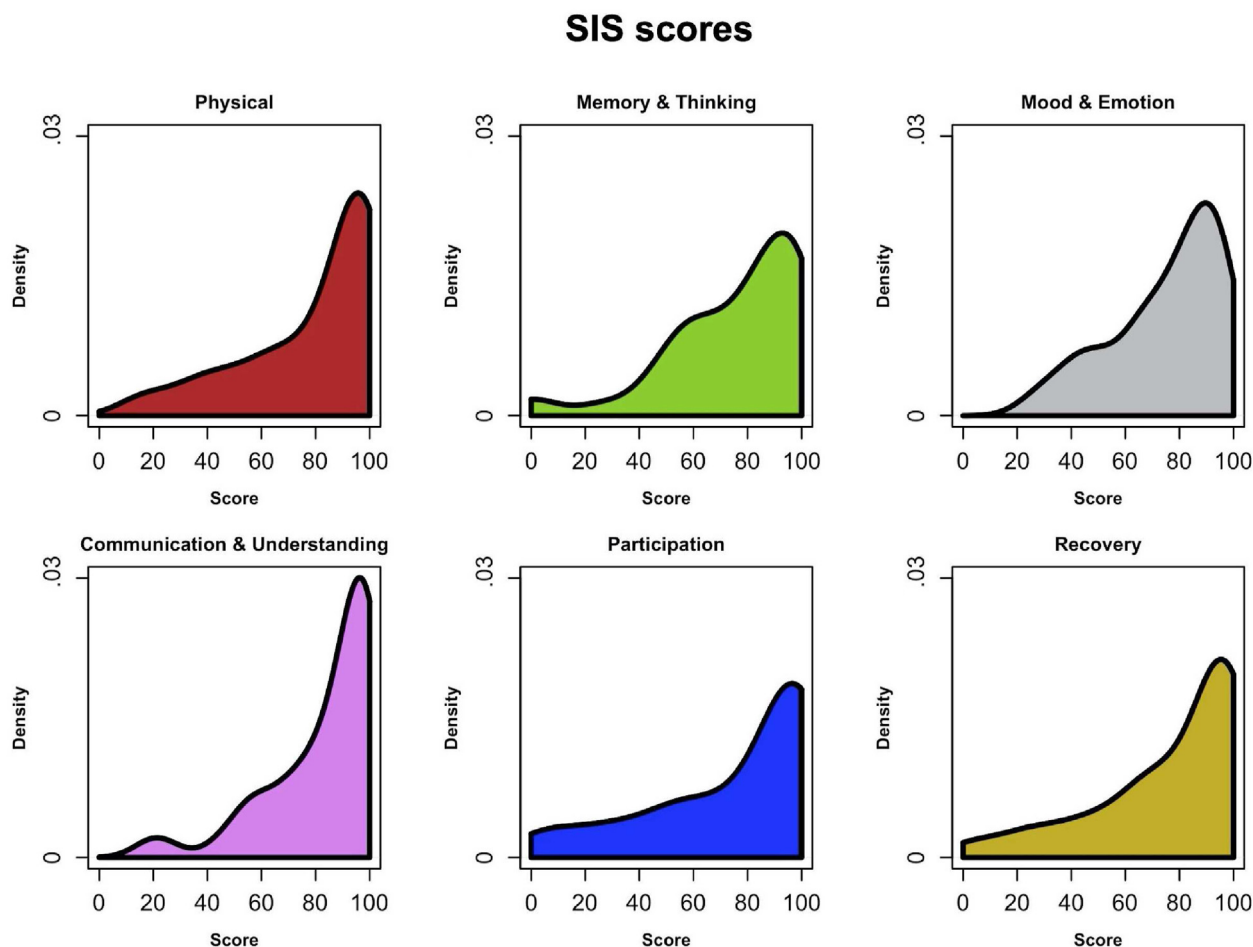 SIS scores
Physical
Memory & Thinking
Mood & Emotion
.03
.03
.03
Density
Density
Density
0
0
0
0 20 40 60 80 100
0 20 40 60 80 100
0 20 40 60 80 100
Score
Score
Score
Communication & Understanding
Participation
Recovery
.03
.03
.03
Density
Density
Density
0
0
0
0 20 40 60 80 100
0 20 40 60 80 100
0 20 40 60 80 100
Score
Score
Score